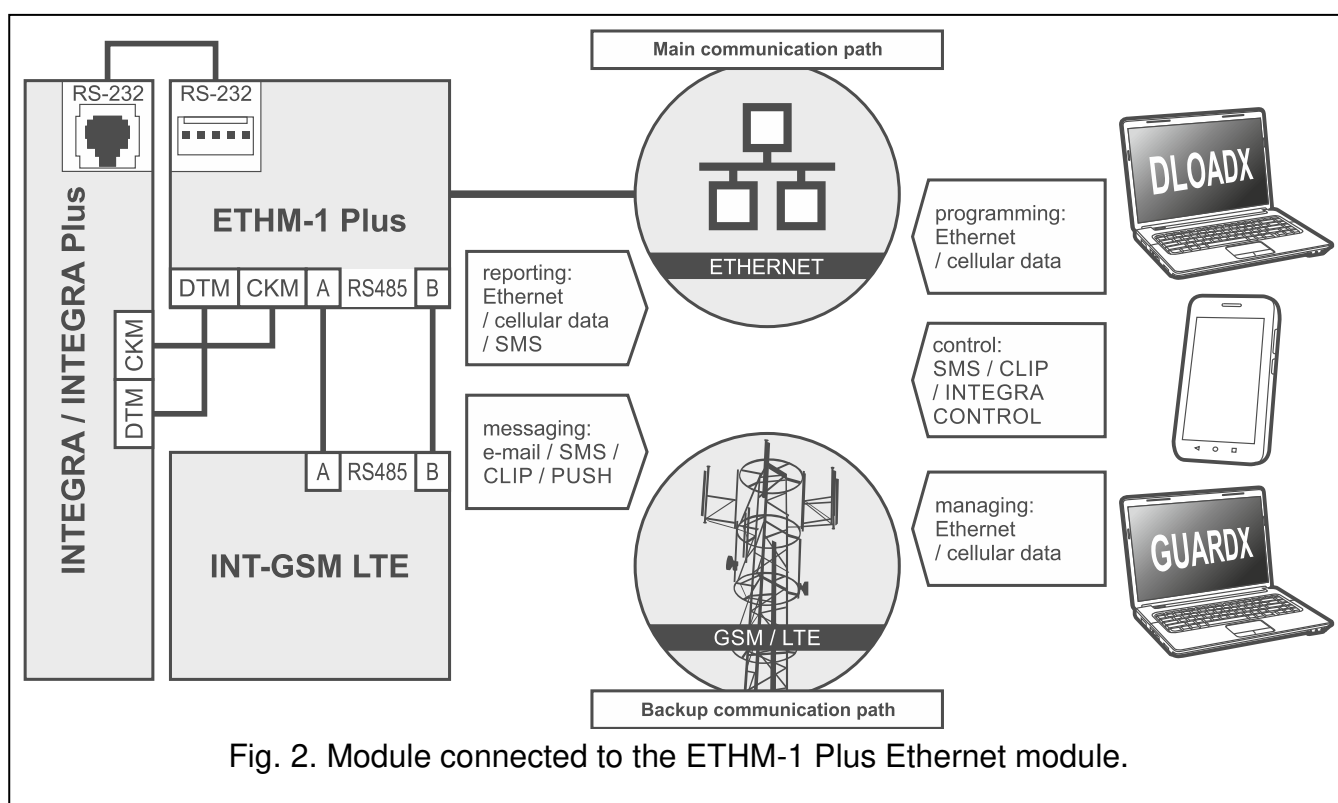 Main communication path
RS-232
RS-232
INTEGRA / INTEGRA Plus
ETHM-1 Plus
DTM
CKM
A
RS485
B
CKM
DTM
A
RS485
B
INT-GSM LTE
ETHERNET
reporting:
Ethernet
/ cellular data
/ SMS
messaging:
e-mail / SMS /
CLIP / PUSH
GSM / LTE
Backup communication path
programming:
Ethernet
/ cellular data
control:
SMS / CLIP
/ INTEGRA
CONTROL
managing:
Ethernet
/ cellular data
DLOADX
GUARDX
Fig. 2. Module connected to the ETHM-1 Plus Ethernet module.